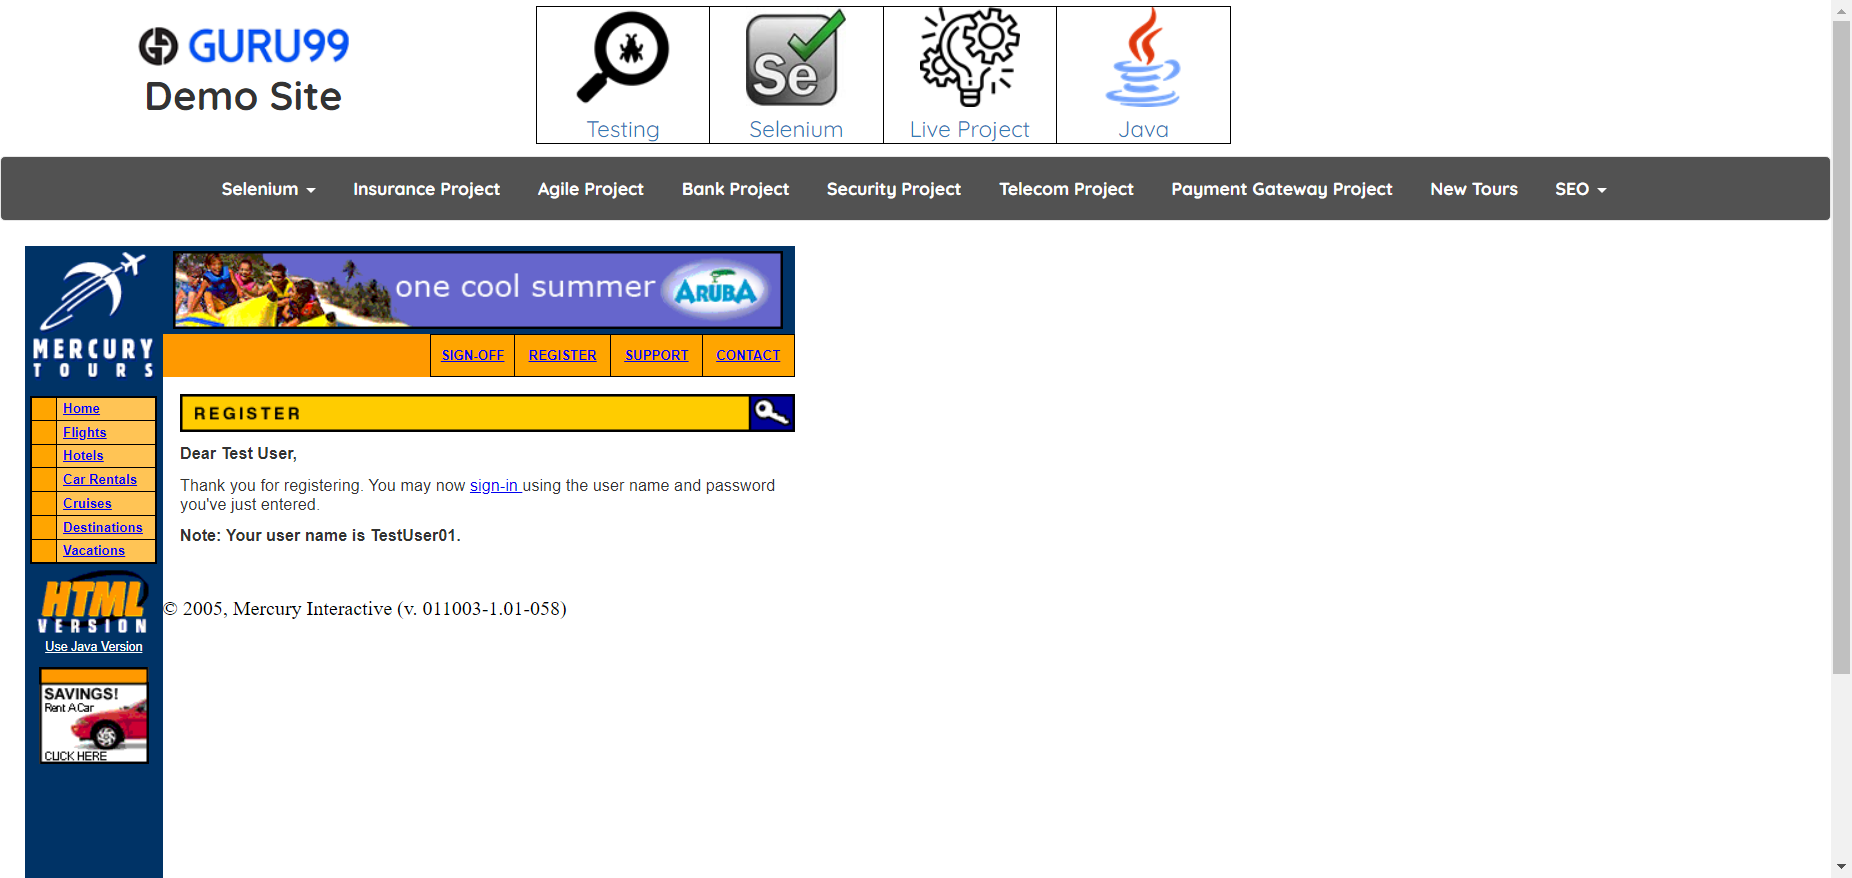 GURU99
Demo Site
Se
Testing
Selenium
Live Project
Java
Selenium
Insurance Project
Agile Project
Bank Project
Security Project
Telecom Project
Payment Gateway Project
New Tours
SEO
one cool summer
ARUBA
MERCURY
TOURS
SIGN-OFF
REGISTER
SUPPORT
CONTACT
Home
Flights
Hotels
Car Rentals
Cruises
Destinations
Vacations
REGISTER
Dear Test User,
Thank you for registering. You may now sign-in using the user name and password
you've just entered.
Note: Your user name is TestUser01.
HTML
VERSION
Use Java Version
© 2005, Mercury Interactive (v. 011003-1.01-058)
SAVINGS!
Rent A Car
CLICK HERE